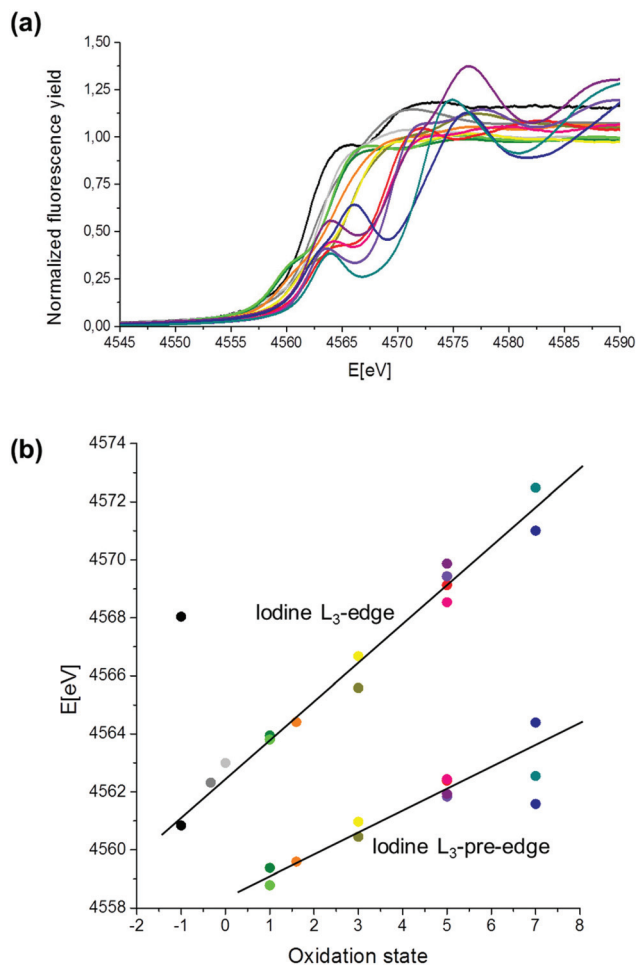 (a)
1,50
1,25
1,00
0,75
0,50
0,25
0,00
Normalized fluorescence yield
4545 4550 4555 4560 4565 4570 4575 4580 4585 4590
E[eV]
(b)
4574
4572
4570
4568
4566
4564
4562
4560
4558
E[eV]
Iodine L₃-edge
Iodine L₃-pre-edge
-2 -1 0 1 2 3 4 5 6 7 8
Oxidation state